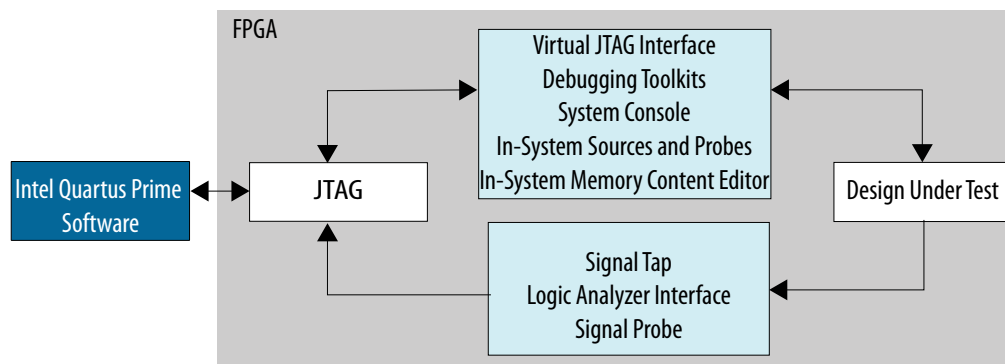 FPGA
Virtual JTAG Interface
Debugging Toolkits
System Console
In-System Sources and Probes
In-System Memory Content Editor
Intel Quartus Prime
Software
JTAG
Design Under Test
Signal Tap
Logic Analyzer Interface
Signal Probe